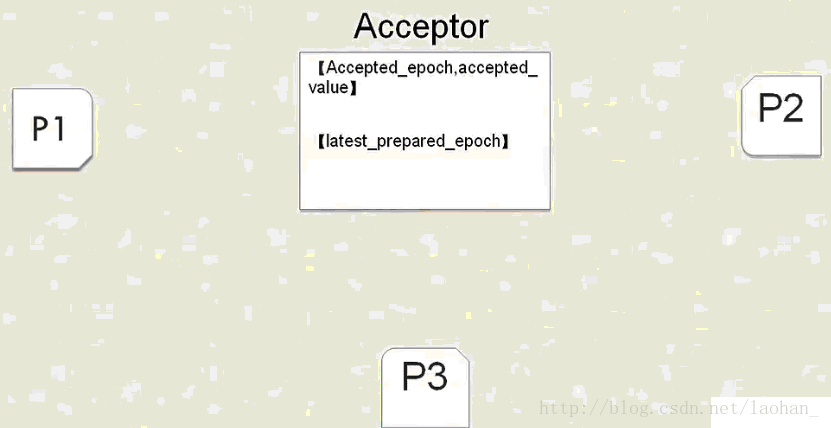 Acceptor
【Accepted_epoch,accepted_
value】
【latest_prepared_epoch】
P1
P2
P3
http://blog.csdn.net/laohan_